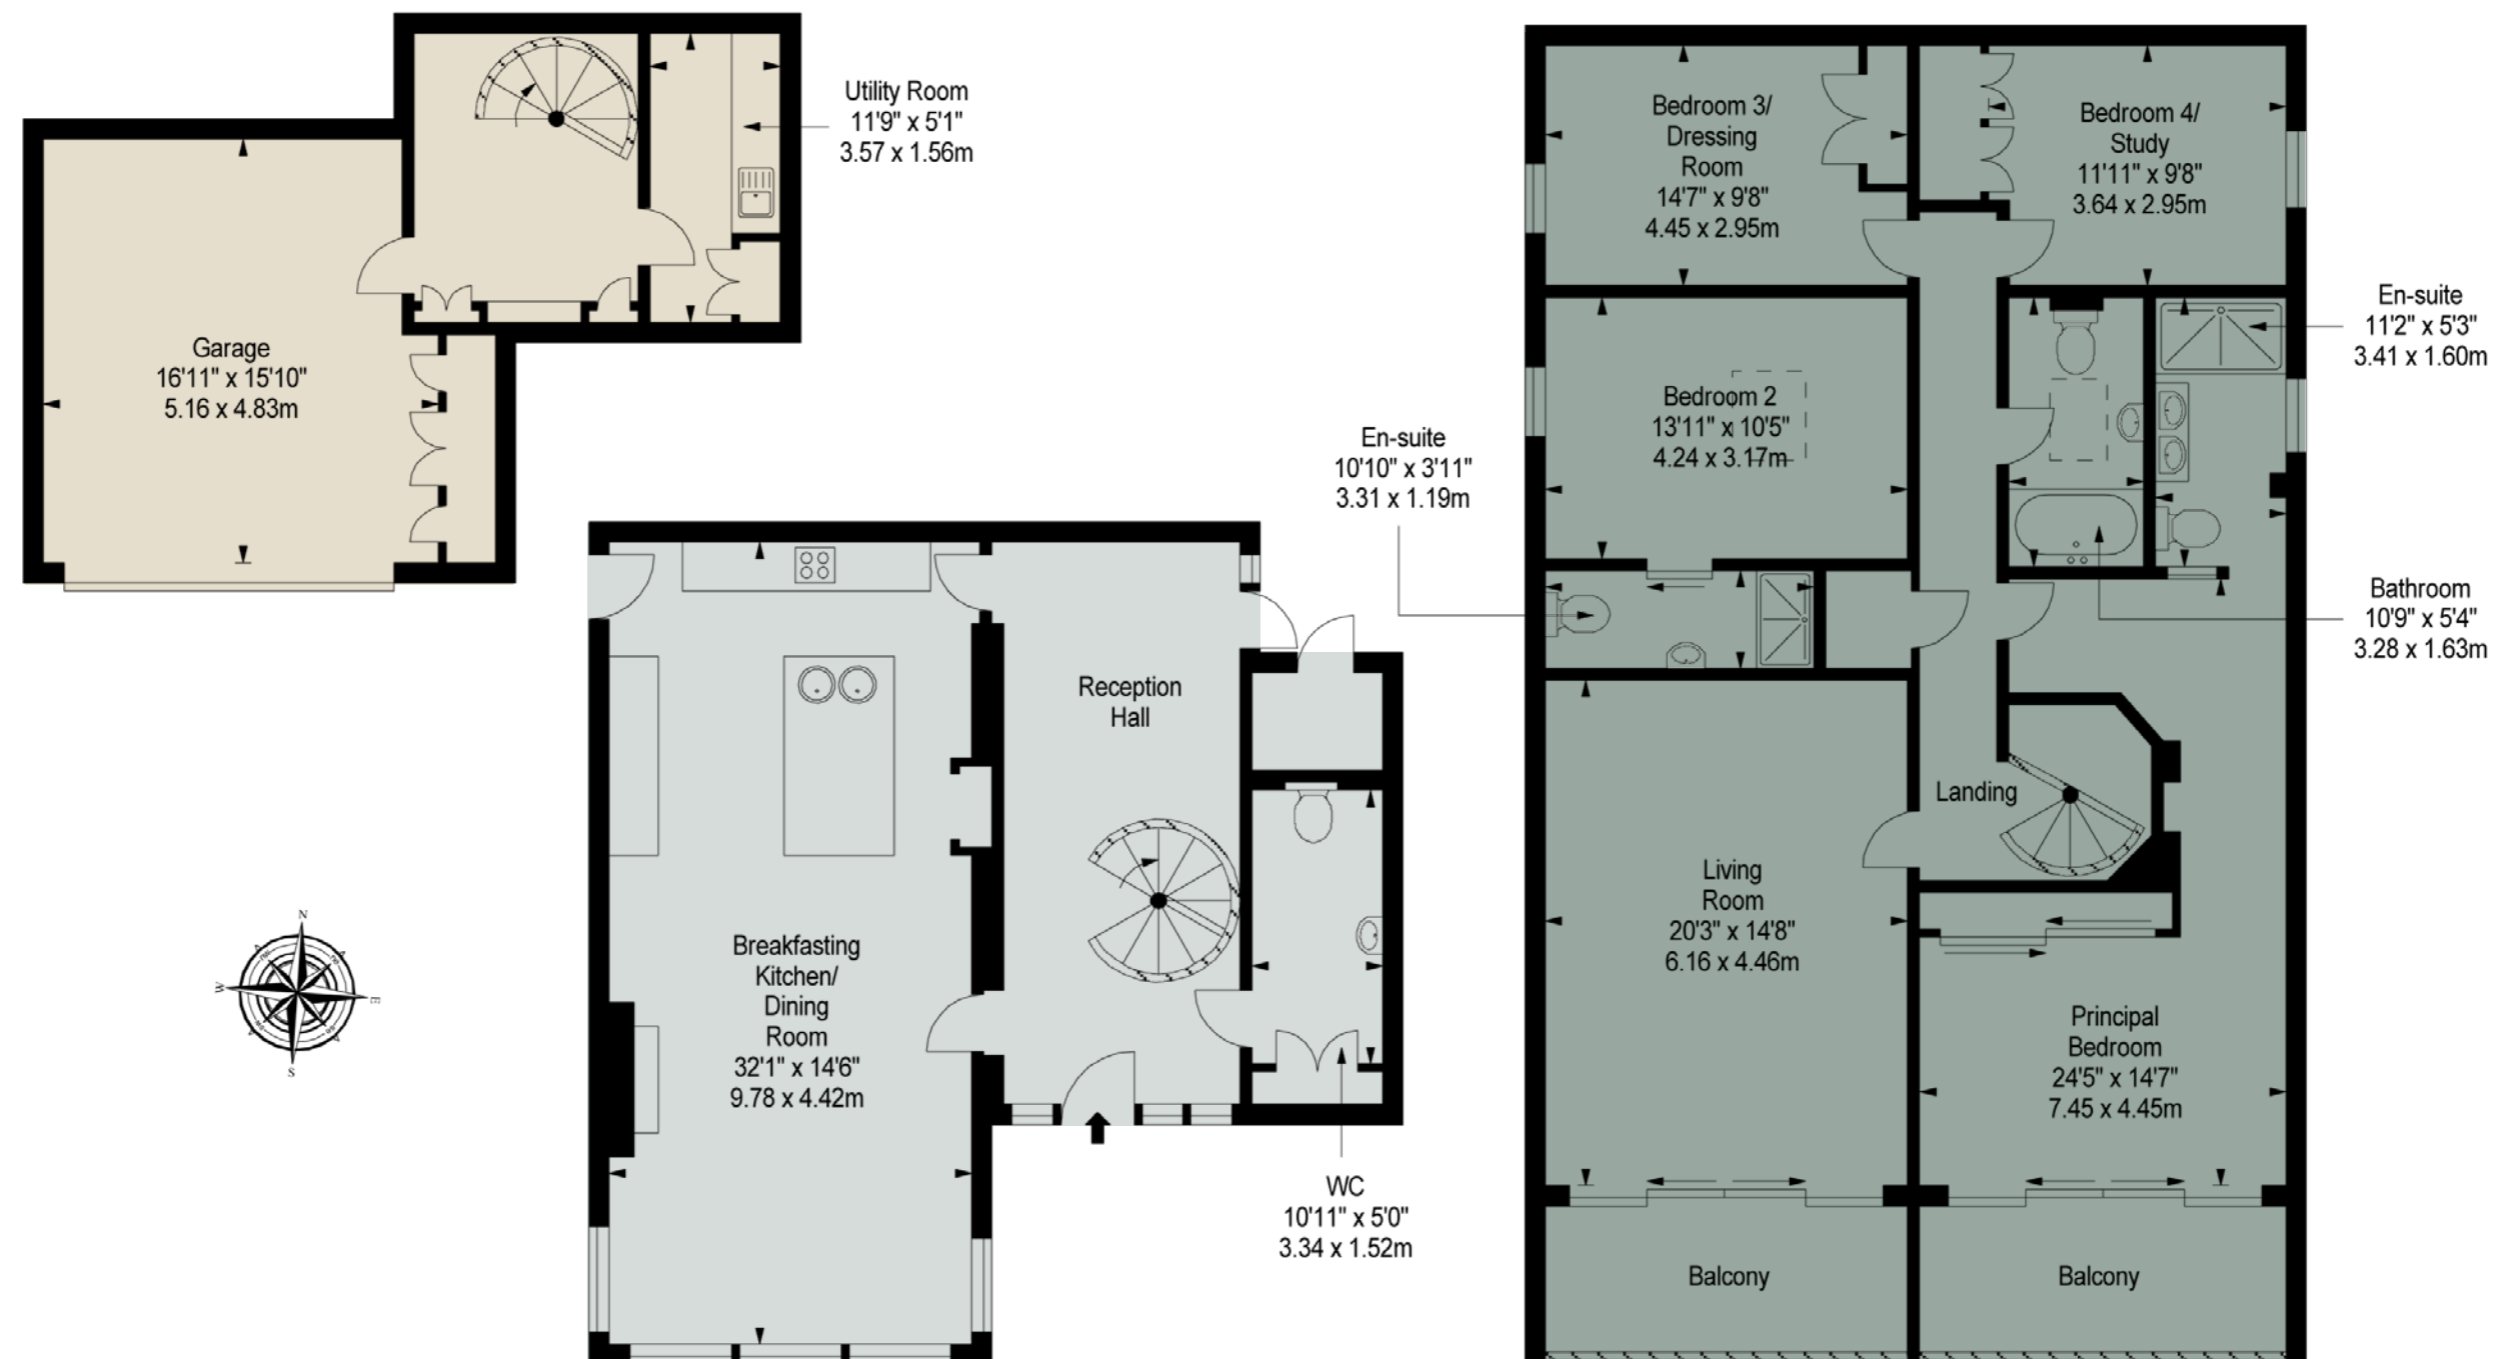 Utility Room
11'9" x 5'1"
3.57 x 1.56m
Garage
16'11" x 15'10"
5.16 x 4.83m
N
W
E
S
Breakfasting
Kitchen/
Dining
Room
32'1" x 14'6"
9.78 x 4.42m
Reception
Hall
WC
10'11" x 5'0"
3.34 x 1.52m
En-suite
10'10" x 3'11"
3.31 x 1.19m
Bedroom 3/
Dressing
Room
14'7" x 9'8"
4.45 x 2.95m
Bedroom 4/
Study
11'11" x 9'8"
3.64 x 2.95m
En-suite
11'2" x 5'3"
3.41 x 1.60m
Bedroom 2
13'11" x 10'5"
4.24 x 3.17m
Bathroom
10'9" x 5'4"
3.28 x 1.63m
Landing
Living
Room
20'3" x 14'8"
6.16 x 4.46m
Principal
Bedroom
24'5" x 14'7"
7.45 x 4.45m
Balcony
Balcony